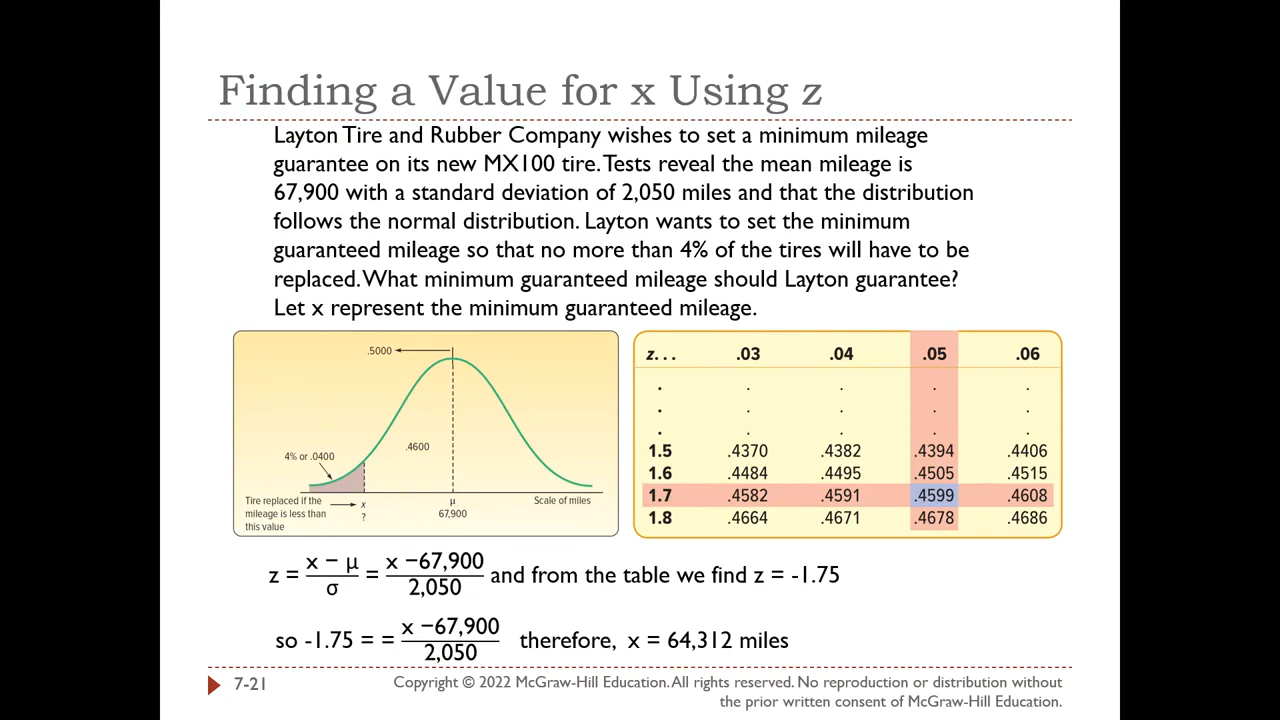 Finding a Value for x Using z
Layton Tire and Rubber Company wishes to set a minimum mileage
guarantee on its new MX100 tire. Tests reveal the mean mileage is
67,900 with a standard deviation of 2,050 miles and that the distribution
follows the normal distribution. Layton wants to set the minimum
guaranteed mileage so that no more than 4% of the tires will have to be
replaced. What minimum guaranteed mileage should Layton guarantee?
Let x represent the minimum guaranteed mileage.
.5000
.4600
4% or .0400
Tire replaced if the
mileage is less than
this value
x
?
μ
67,900
Scale of miles
z... .03 .04 .05 .06
. . . . .
. . . . .
. . . . .
1.5 .4370 .4382 .4394 .4406
1.6 .4484 .4495 .4505 .4515
1.7 .4582 .4591 .4599 .4608
1.8 .4664 .4671 .4678 .4686
x − μ x −67,900
z = = and from the table we find z = -1.75
σ 2,050
x −67,900
so -1.75 = = therefore, x = 64,312 miles
2,050
7-21
Copyright © 2022 McGraw-Hill Education. All rights reserved. No reproduction or distribution without
the prior written consent of McGraw-Hill Education.